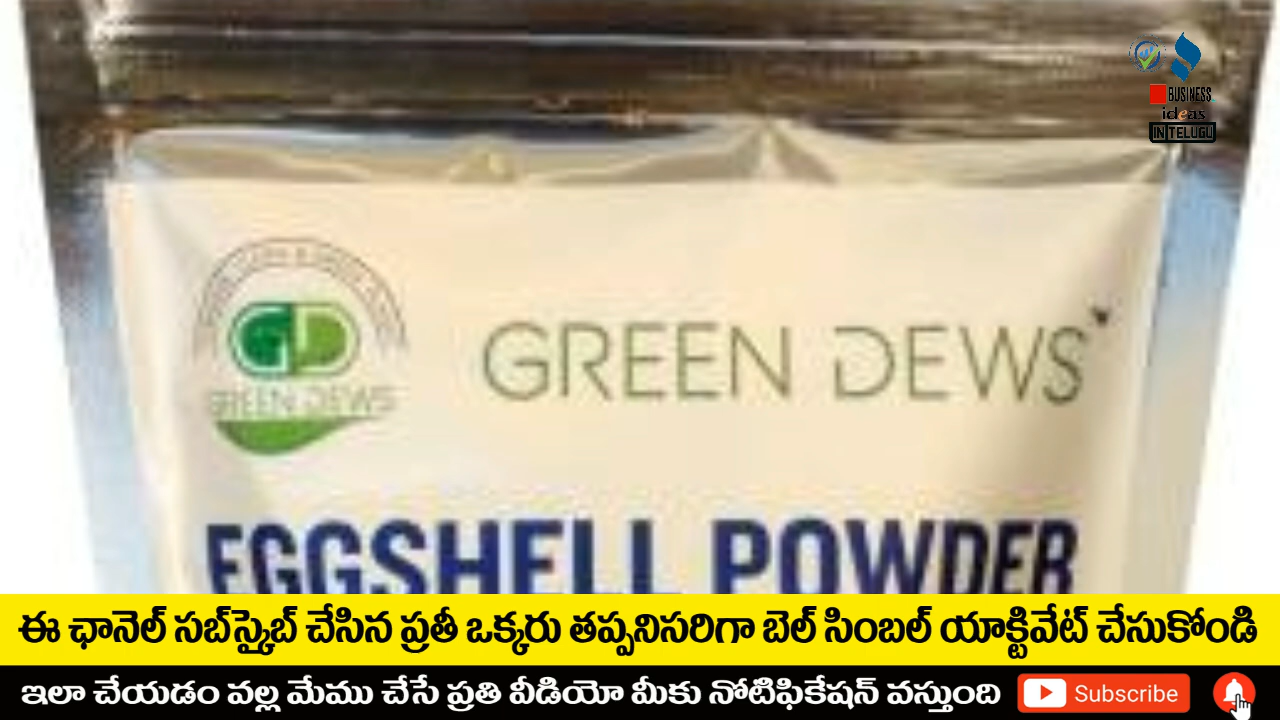 BUSINESS
ideas
IN TELUGU
GREEN DEWS
GREEN DEWS
EGGSHELL POWDER
ఈ ఛానెల్ సబ్‌స్క్రైబ్ చేసిన ప్రతీ ఒక్కరు తప్పనిసరిగా బెల్ సింబల్ యాక్టివేట్ చేసుకోండి
ఇలా చేయడం వల్ల మేము చేసే ప్రతి వీడియో మీకు నోటిఫికేషన్ వస్తుంది
Subscribe